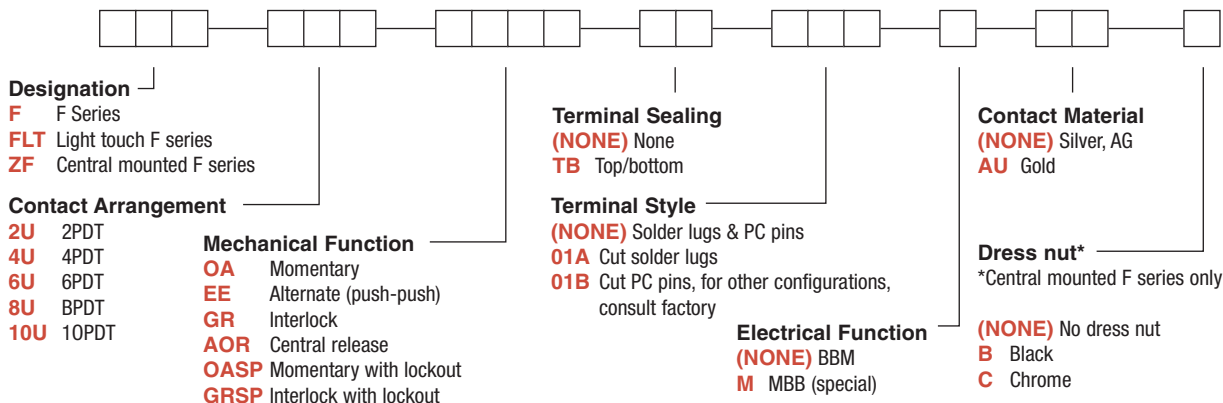 Designation
F F Series
FLT Light touch F series
ZF Central mounted F series
Contact Arrangement
2U 2PDT
4U 4PDT
6U 6PDT
8U BPDT
10U 10PDT
Mechanical Function
OA Momentary
EE Alternate (push-push)
GR Interlock
AOR Central release
OASP Momentary with lockout
GRSP Interlock with lockout
Terminal Sealing
(NONE) None
TB Top/bottom
Terminal Style
(NONE) Solder lugs & PC pins
01A Cut solder lugs
01B Cut PC pins, for other configurations,
consult factory
Electrical Function
(NONE) BBM
M MBB (special)
Contact Material
(NONE) Silver, AG
AU Gold
Dress nut*
*Central mounted F series only
(NONE) No dress nut
B Black
C Chrome